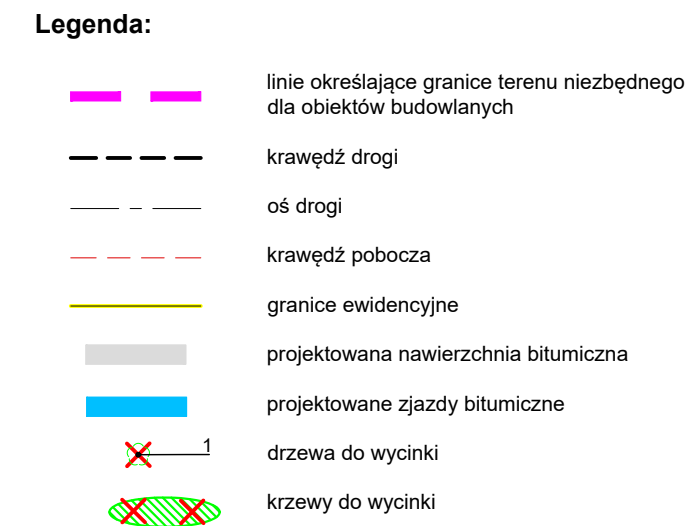 Legenda:
linie określające granice terenu niezbędnego
dla obiektów budowlanych
krawędź drogi
oś drogi
krawędź pobocza
granice ewidencyjne
projektowana nawierzchnia bitumiczna
projektowane zjazdy bitumiczne
1 drzewa do wycinki
krzewy do wycinki